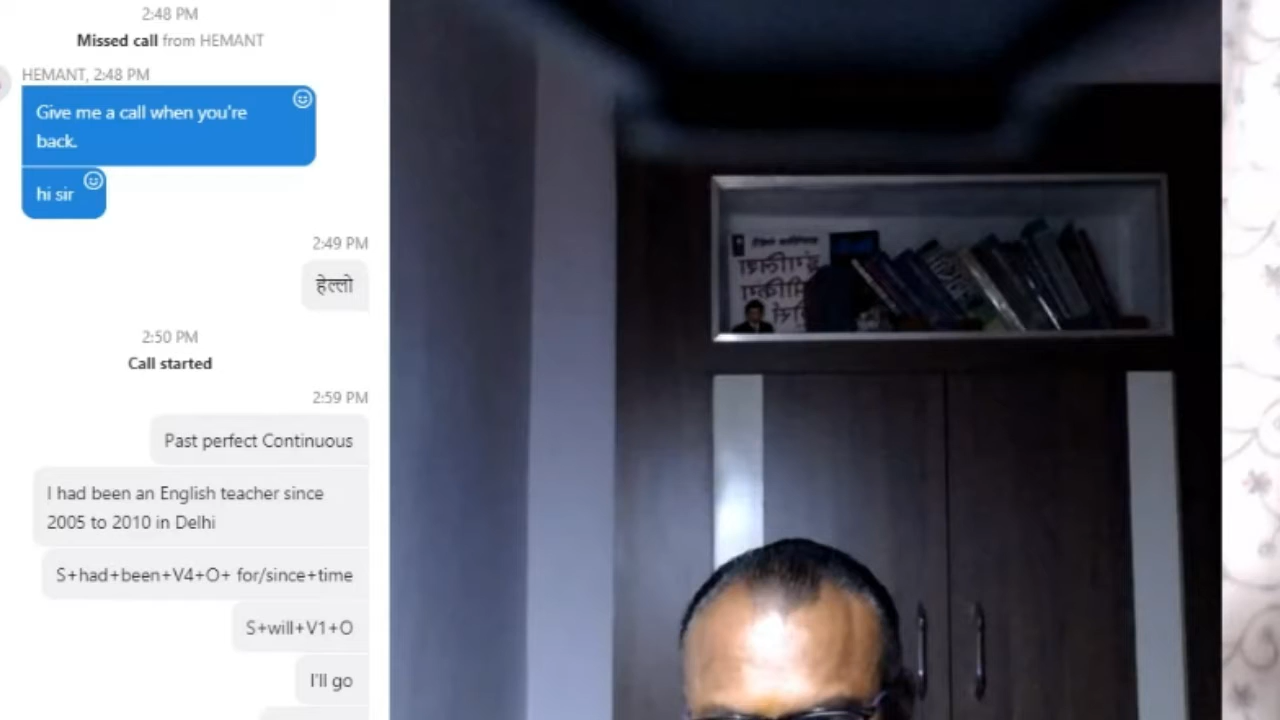 2:48 PM
Missed call from HEMANT
HEMANT, 2:48 PM
Give me a call when you're
back.
hi sir
2:49 PM
हेल्लो
2:50 PM
Call started
2:59 PM
Past perfect Continuous
I had been an English teacher since
2005 to 2010 in Delhi
S+had+been+V4+O+ for/since+time
S+will+V1+O
I'll go